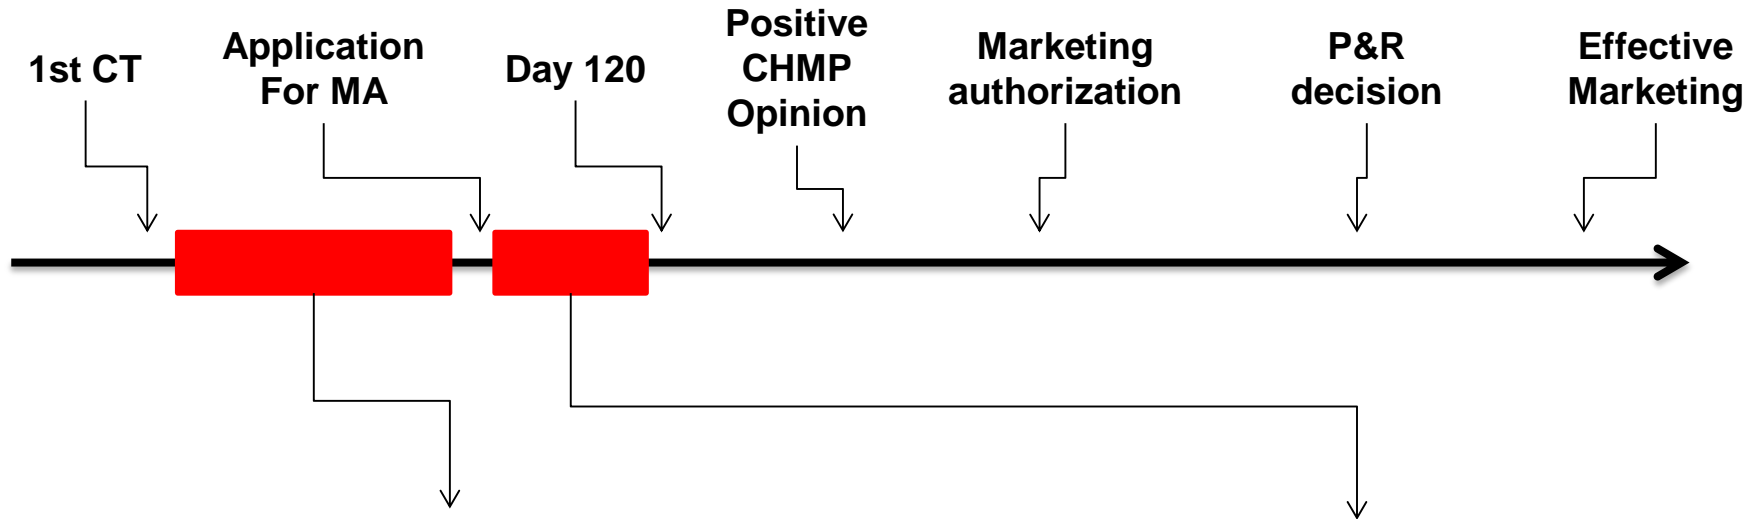 1st CT
Application
For MA
Day 120
Positive
CHMP
Opinion
Marketing
authorization
P&R
decision
Effective
Marketing